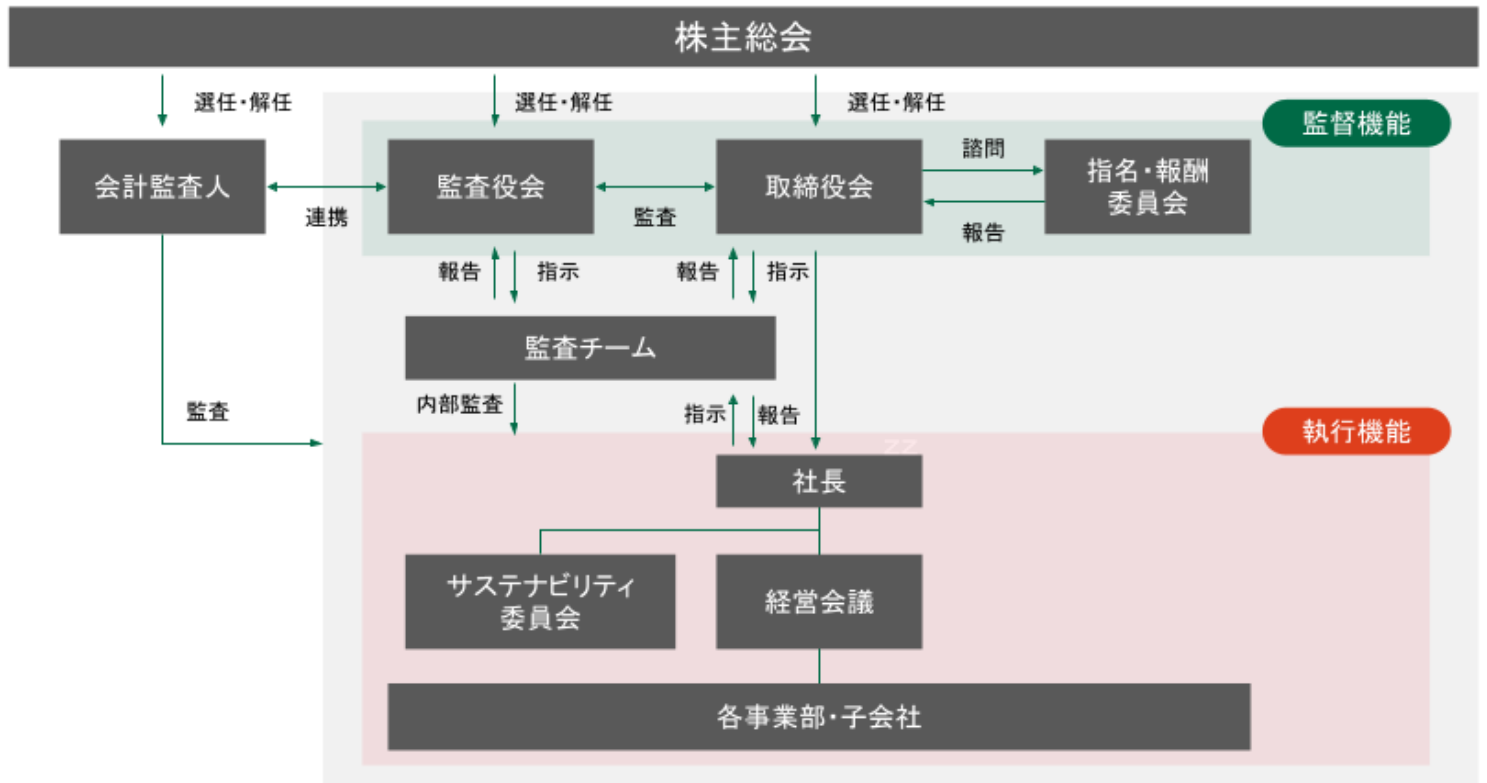 株主総会
選任・解任
選任・解任
選任・解任
監督機能
会計監査人
連携
監査役会
監査
取締役会
諮問
報告
指名・報酬
委員会
報告
指示
報告
指示
監査チーム
監査
内部監査
指示
報告
執行機能
zz
社長
サステナビリティ
委員会
経営会議
各事業部・子会社